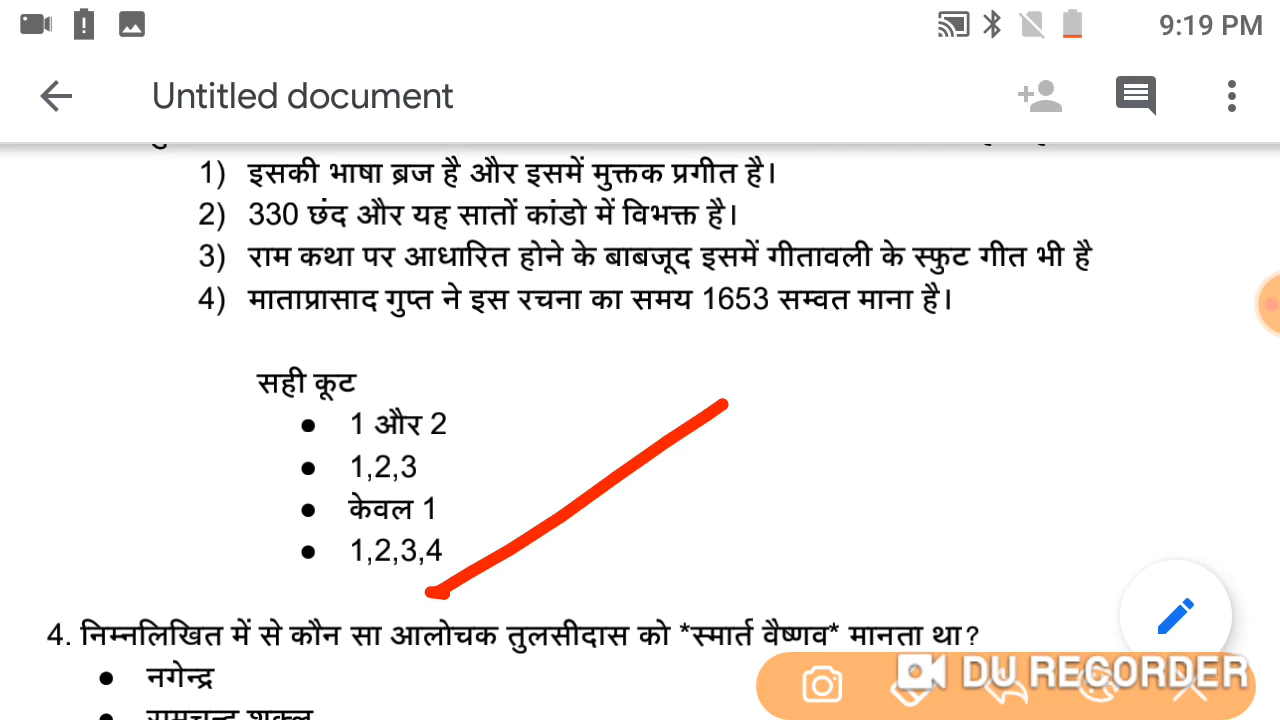 9:19 PM
Untitled document
1) इसकी भाषा ब्रज है और इसमें मुक्तक प्रगीत है।
2) 330 छंद और यह सातों कांडो में विभक्त है।
3) राम कथा पर आधारित होने के बाबजूद इसमें गीतावली के स्फुट गीत भी है
4) माताप्रासाद गुप्त ने इस रचना का समय 1653 सम्वत माना है।
सही कूट
● 1 और 2
● 1,2,3
● केवल 1
● 1,2,3,4
4. निम्नलिखित में से कौन सा आलोचक तुलसीदास को *स्मार्त वैष्णव* मानता था?
● नगेन्द्र
● रामचन्द्र शुक्ल
DU RECORDER